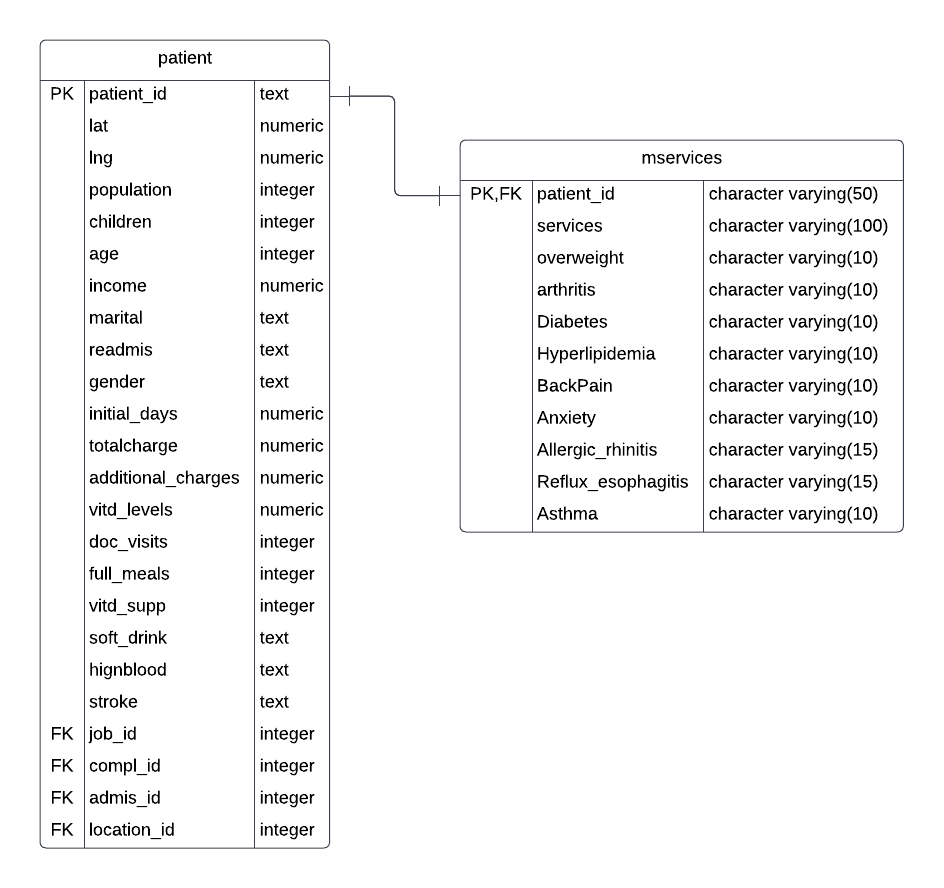 patient
PK patient_id text
lat numeric
lng numeric
population integer
children integer
age integer
income numeric
marital text
readmis text
gender text
initial_days numeric
totalcharge numeric
additional_charges numeric
vitd_levels numeric
doc_visits integer
full_meals integer
vitd_supp integer
soft_drink text
hignblood text
stroke text
FK job_id integer
FK compl_id integer
FK admis_id integer
FK location_id integer
mservices
PK,FK patient_id character varying(50)
services character varying(100)
overweight character varying(10)
arthritis character varying(10)
Diabetes character varying(10)
Hyperlipidemia character varying(10)
BackPain character varying(10)
Anxiety character varying(10)
Allergic_rhinitis character varying(15)
Reflux_esophagitis character varying(15)
Asthma character varying(10)